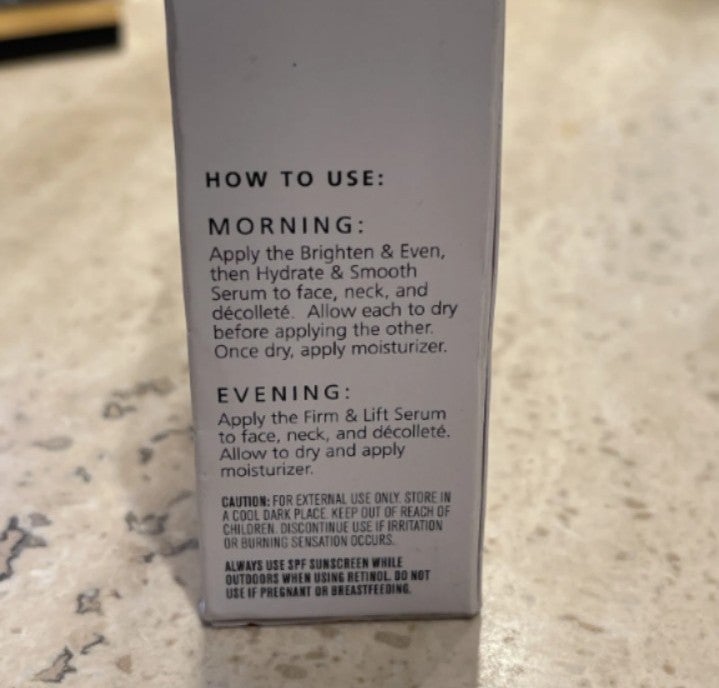 HOW TO USE:
MORNING:
Apply the Brighten & Even,
then Hydrate & Smooth
Serum to face, neck, and
décolleté. Allow each to dry
before applying the other.
Once dry, apply moisturizer.
EVENING:
Apply the Firm & Lift Serum
to face, neck, and décolleté.
Allow to dry and apply
moisturizer.
CAUTION: FOR EXTERNAL USE ONLY. STORE IN
A COOL DARK PLACE. KEEP OUT OF REACH OF
CHILDREN. DISCONTINUE USE IF IRRITATION
OR BURNING SENSATION OCCURS.
ALWAYS USE SPF SUNSCREEN WHILE
OUTDOORS WHEN USING RETINOL. DO NOT
USE IF PREGNANT OR BREASTFEEDING.